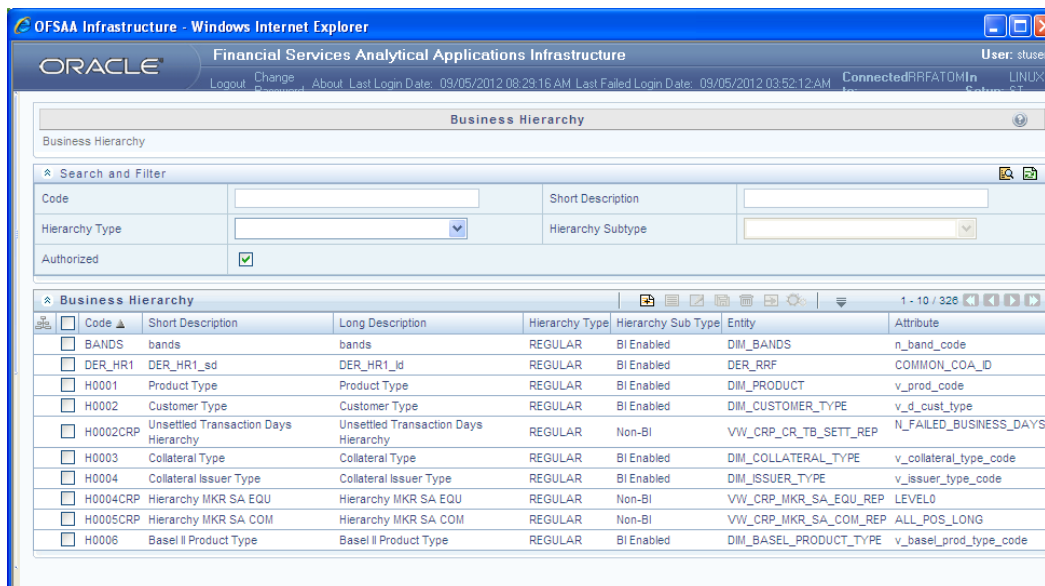 OFSAA Infrastructure - Windows Internet Explorer
ORACLE
Financial Services Analytical Applications Infrastructure
User: stuse
Logout Change About Last Login Date: 09/05/2012 08:29:16 AM Last Failed Login Date: 09/05/2012 03:52:12:AM Connected RRFATOM In LINUX
Business Hierarchy
Business Hierarchy
Search and Filter
Code Short Description
Hierarchy Type Hierarchy Subtype
Authorized
Business Hierarchy 1 - 10 / 326
Code Short Description Long Description Hierarchy Type Hierarchy Sub Type Entity Attribute
BANDS bands bands REGULAR BI Enabled DIM_BANDS n_band_code
DER_HR1 DER_HR1_sd DER_HR1_ld REGULAR BI Enabled DER_RRF COMMON_COA_ID
H0001 Product Type Product Type REGULAR BI Enabled DIM_PRODUCT v_prod_code
H0002 Customer Type Customer Type REGULAR BI Enabled DIM_CUSTOMER_TYPE v_d_cust_type
H0002CRP Unsettled Transaction Days Hierarchy Unsettled Transaction Days Hierarchy REGULAR Non-BI VW_CRP_CR_TB_SETT_REP N_FAILED_BUSINESS_DAYS
H0003 Collateral Type Collateral Type REGULAR BI Enabled DIM_COLLATERAL_TYPE v_collateral_type_code
H0004 Collateral Issuer Type Collateral Issuer Type REGULAR BI Enabled DIM_ISSUER_TYPE v_issuer_type_code
H0004CRP Hierarchy MKR SA EQU Hierarchy MKR SA EQU REGULAR Non-BI VW_CRP_MKR_SA_EQU_REP LEVEL0
H0005CRP Hierarchy MKR SA COM Hierarchy MKR SA COM REGULAR Non-BI VW_CRP_MKR_SA_COM_REP ALL_POS_LONG
H0006 Basel II Product Type Basel II Product Type REGULAR BI Enabled DIM_BASEL_PRODUCT_TYPE v_basel_prod_type_code